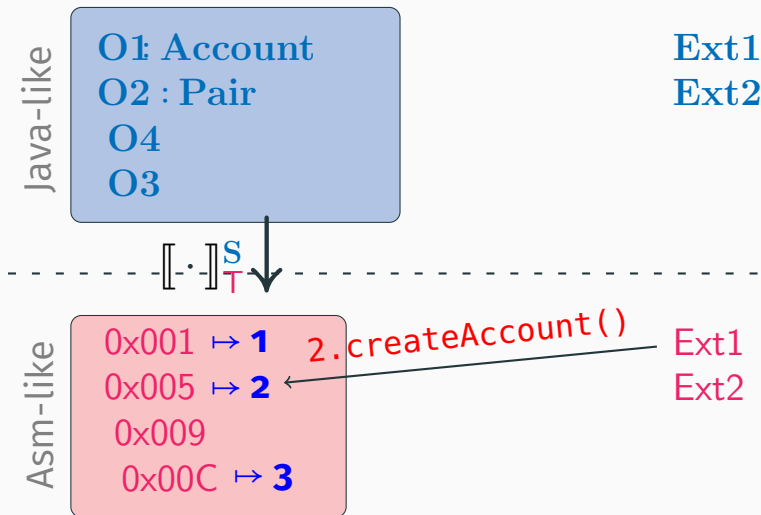 Java-like
O1: Account
O2 : Pair
O4
O3
Ext1
Ext2
⟦·⟧ S T
Asm-like
0x001 ↦ 1
0x005 ↦ 2
0x009
0x00C ↦ 3
2.createAccount()
Ext1
Ext2